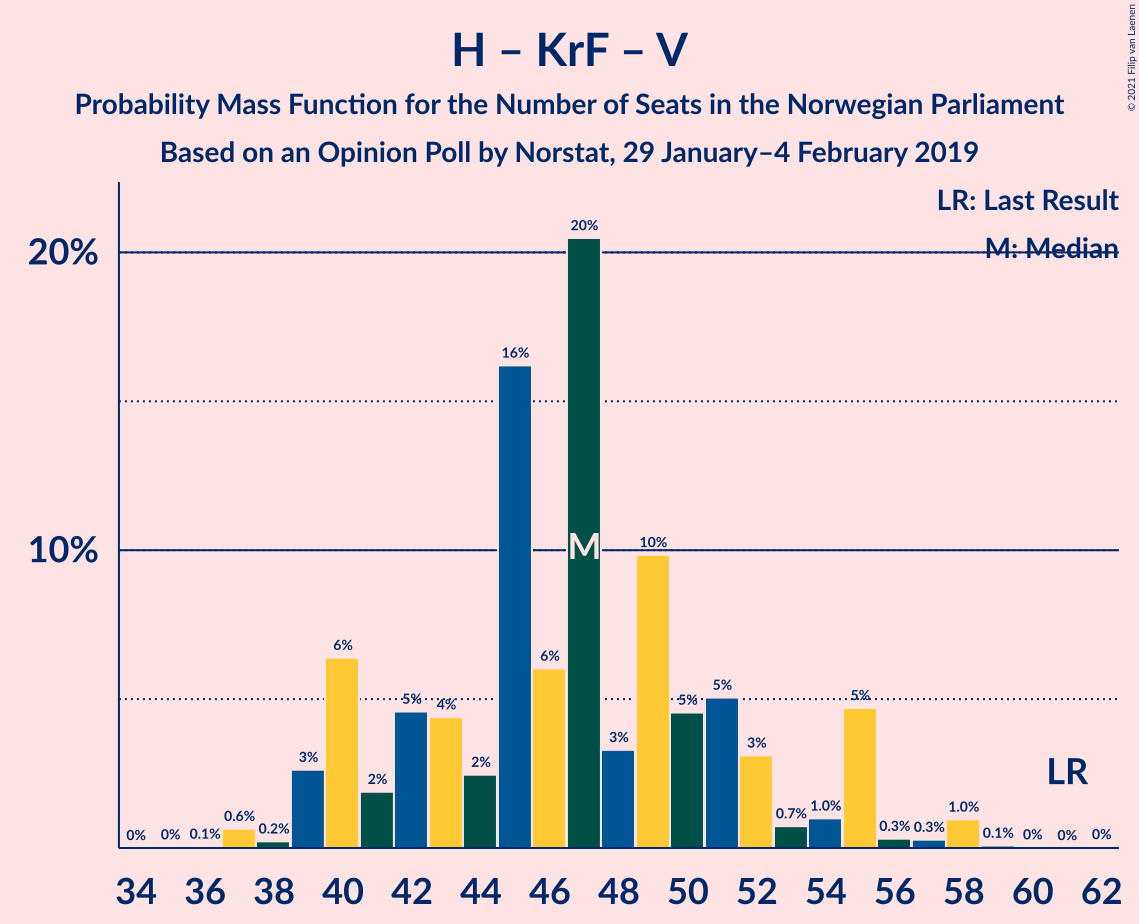 H – KrF – V
Probability Mass Function for the Number of Seats in the Norwegian Parliament
Based on an Opinion Poll by Norstat, 29 January–4 February 2019
© 2021 Filip van Laenen
LR: Last Result
M: Median
20%
10%
0% 0% 0.1% 0.6% 0.2% 3% 6% 2% 5% 4% 2% 16% 6% 20% 3% 10% 5% 5% 3% 0.7% 1.0% 5% 0.3% 0.3% 1.0% 0.1% 0% 0% 0%
M
LR
34 36 38 40 42 44 46 48 50 52 54 56 58 60 62